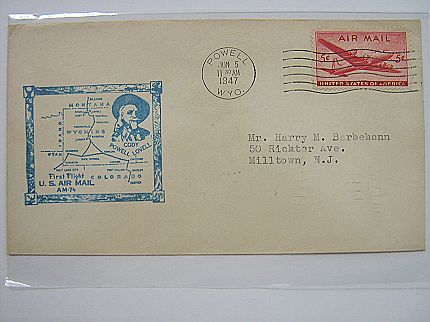 POWELL
JUN 5
11 AM
1947
WYO.
AIR MAIL
5¢ 5¢
UNITED STATES OF AMERICA
MONTANA
WYOMING
IDAHO
UTAH
COLORADO
CODY
POWELL LOVELL
First Flight
U.S. AIR MAIL
AM-74
Mr. Harry M. Barbehenn
50 Richter Ave.
Milltown, N.J.